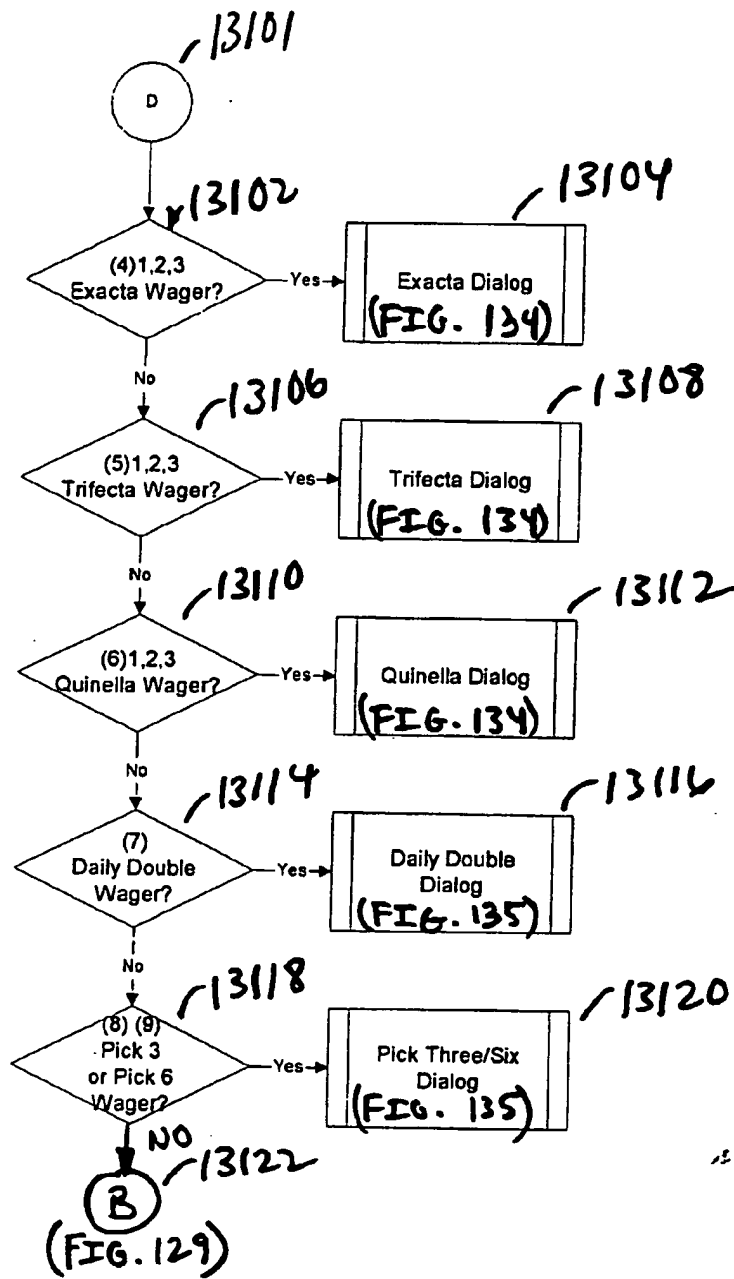 13101
D
13102
(4)1,2,3
Exacta Wager?
Yes
13104
Exacta Dialog
(FIG. 134)
No
13106
(5)1,2,3
Trifecta Wager?
Yes
13108
Trifecta Dialog
(FIG. 134)
No
13110
(6)1,2,3
Quinella Wager?
Yes
13112
Quinella Dialog
(FIG. 134)
No
13114
(7)
Daily Double
Wager?
Yes
13116
Daily Double
Dialog
(FIG. 135)
No
13118
(8) (9)
Pick 3
or Pick 6
Wager?
Yes
13120
Pick Three/Six
Dialog
(FIG. 135)
NO
13122
B
(FIG. 129)